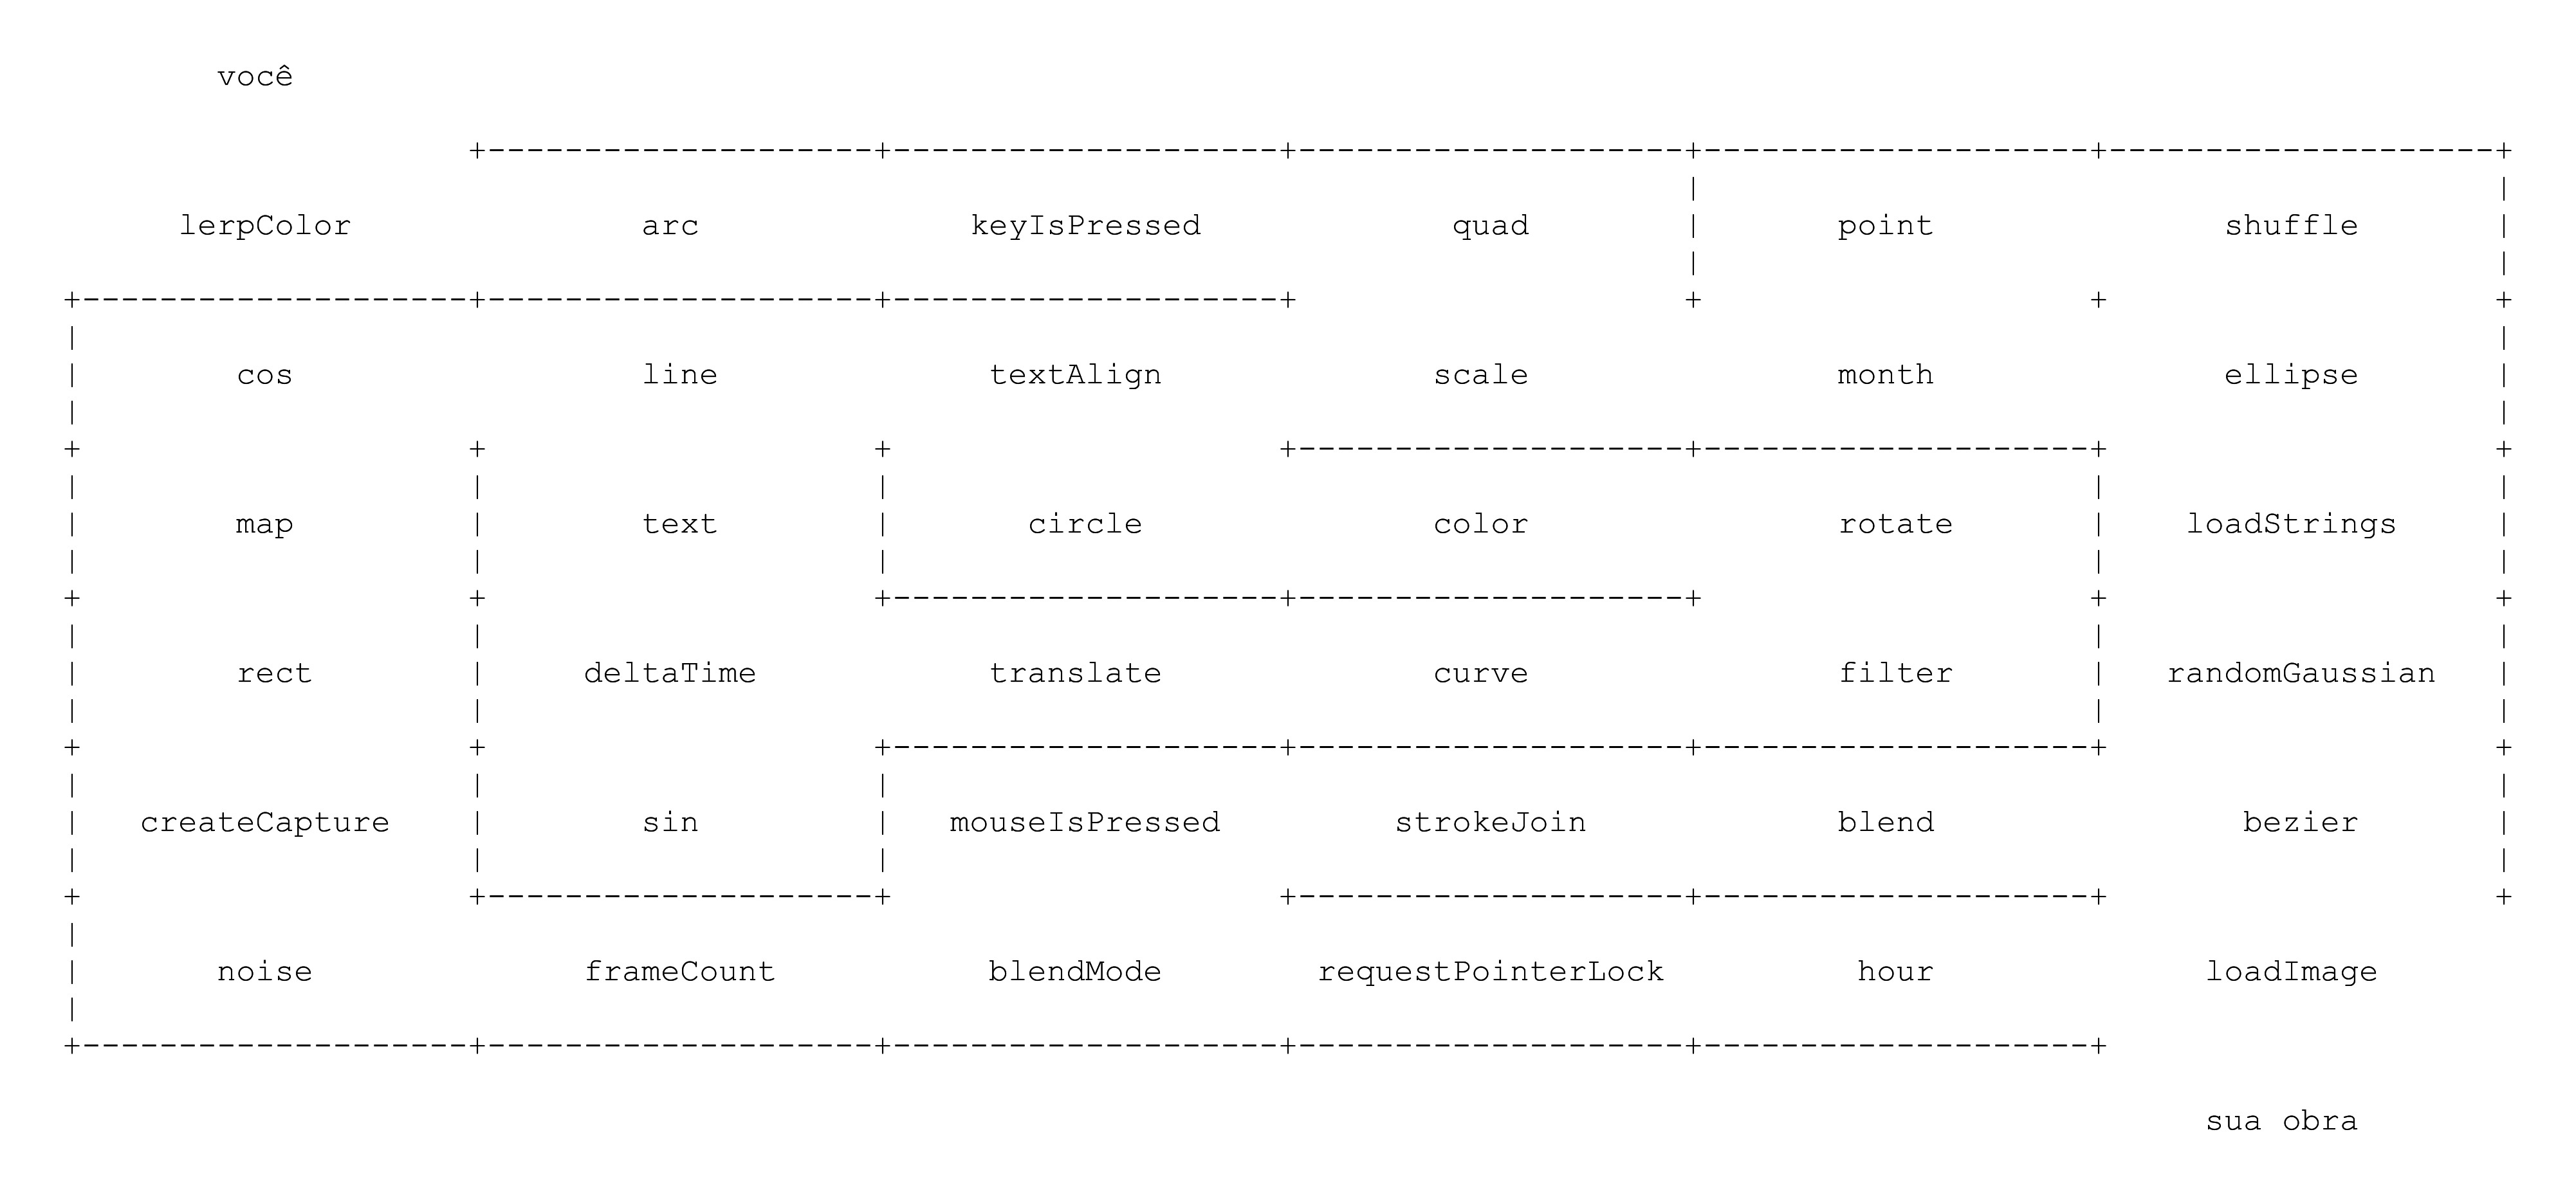 você
lerpColor arc keyIsPressed quad point shuffle
cos line textAlign scale month ellipse
map text circle color rotate loadStrings
rect deltaTime translate curve filter randomGaussian
createCapture sin mouseIsPressed strokeJoin blend bezier
noise frameCount blendMode requestPointerLock hour loadImage
sua obra